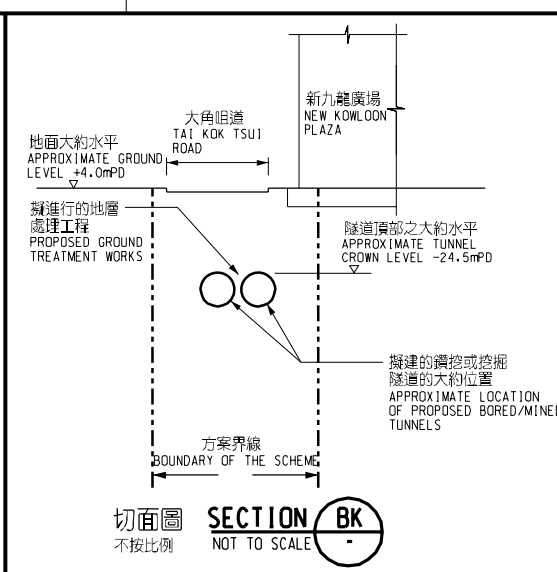 大角咀道
TAI KOK TSUI
ROAD
新九龍廣場
NEW KOWLOON
PLAZA
地面大約水平
APPROXIMATE GROUND
LEVEL +4.0mPD
擬進行的地層
處理工程
PROPOSED GROUND
TREATMENT WORKS
隧道頂部之大約水平
APPROXIMATE TUNNEL
CROWN LEVEL -24.5mPD
擬建的鑽挖或挖掘
隧道的大約位置
APPROXIMATE LOCATION
OF PROPOSED BORED/MINED
TUNNELS
方案界線
BOUNDARY OF THE SCHEME
切面圖 SECTION BK
不按比例 NOT TO SCALE -